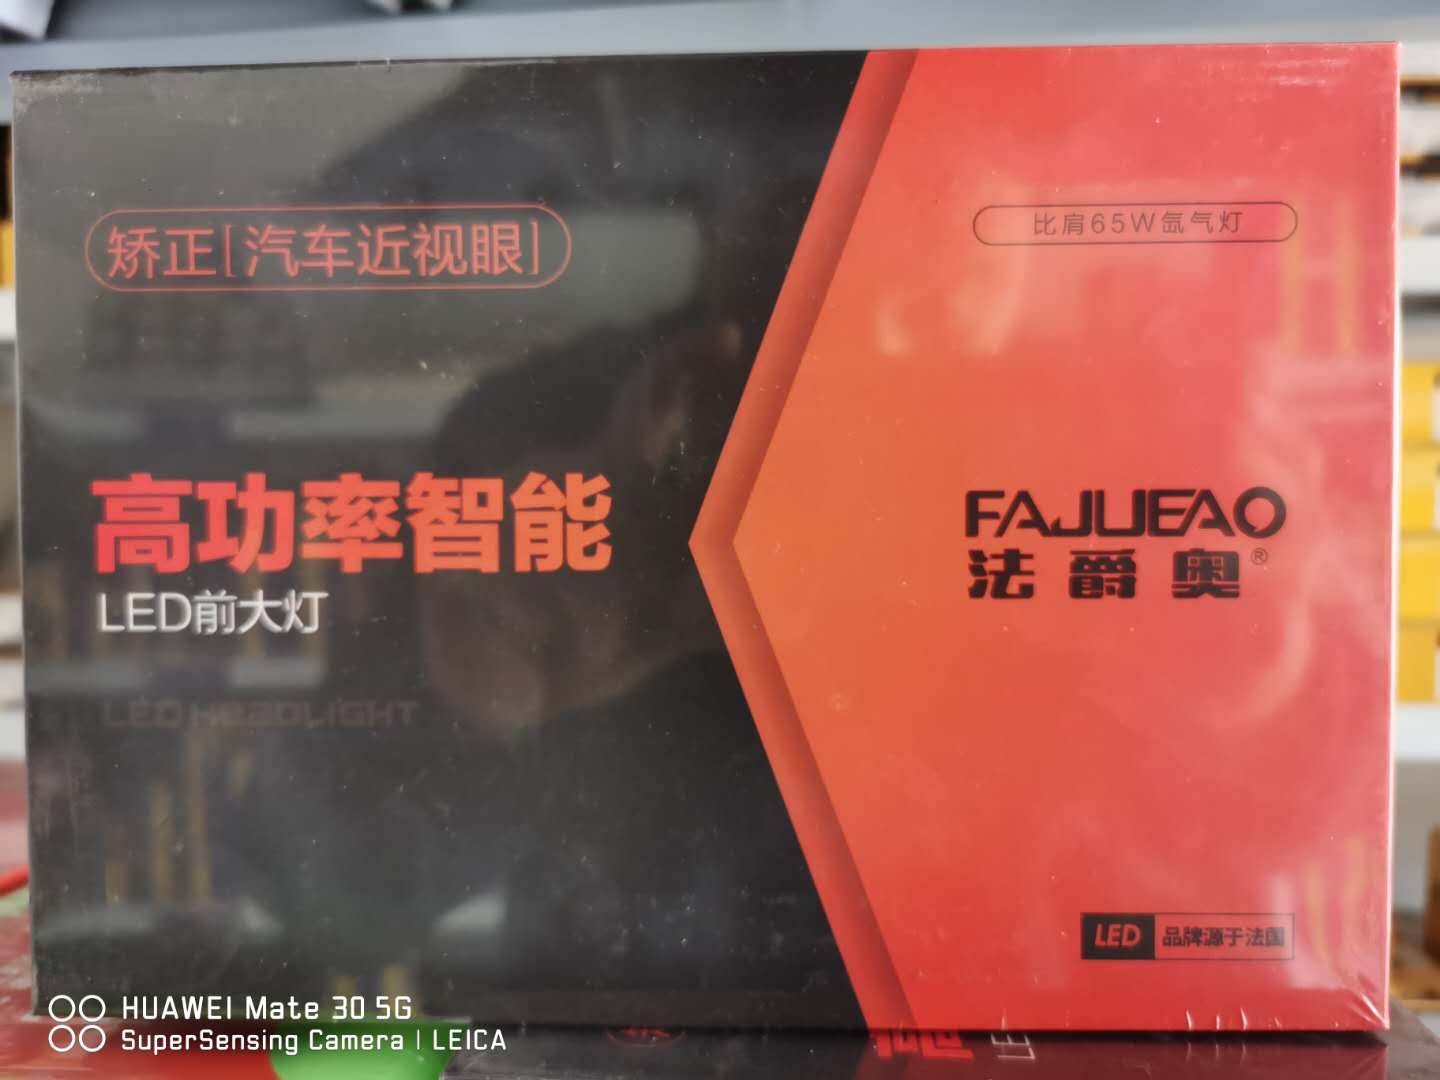 矫正[汽车近视眼]
比肩65W氙气灯
高功率智能
LED前大灯
LED HEADLIGHT
FAJUEAO
法爵奥®
LED 品牌源于法国
HUAWEI Mate 30 5G
SuperSensing Camera | LEICA